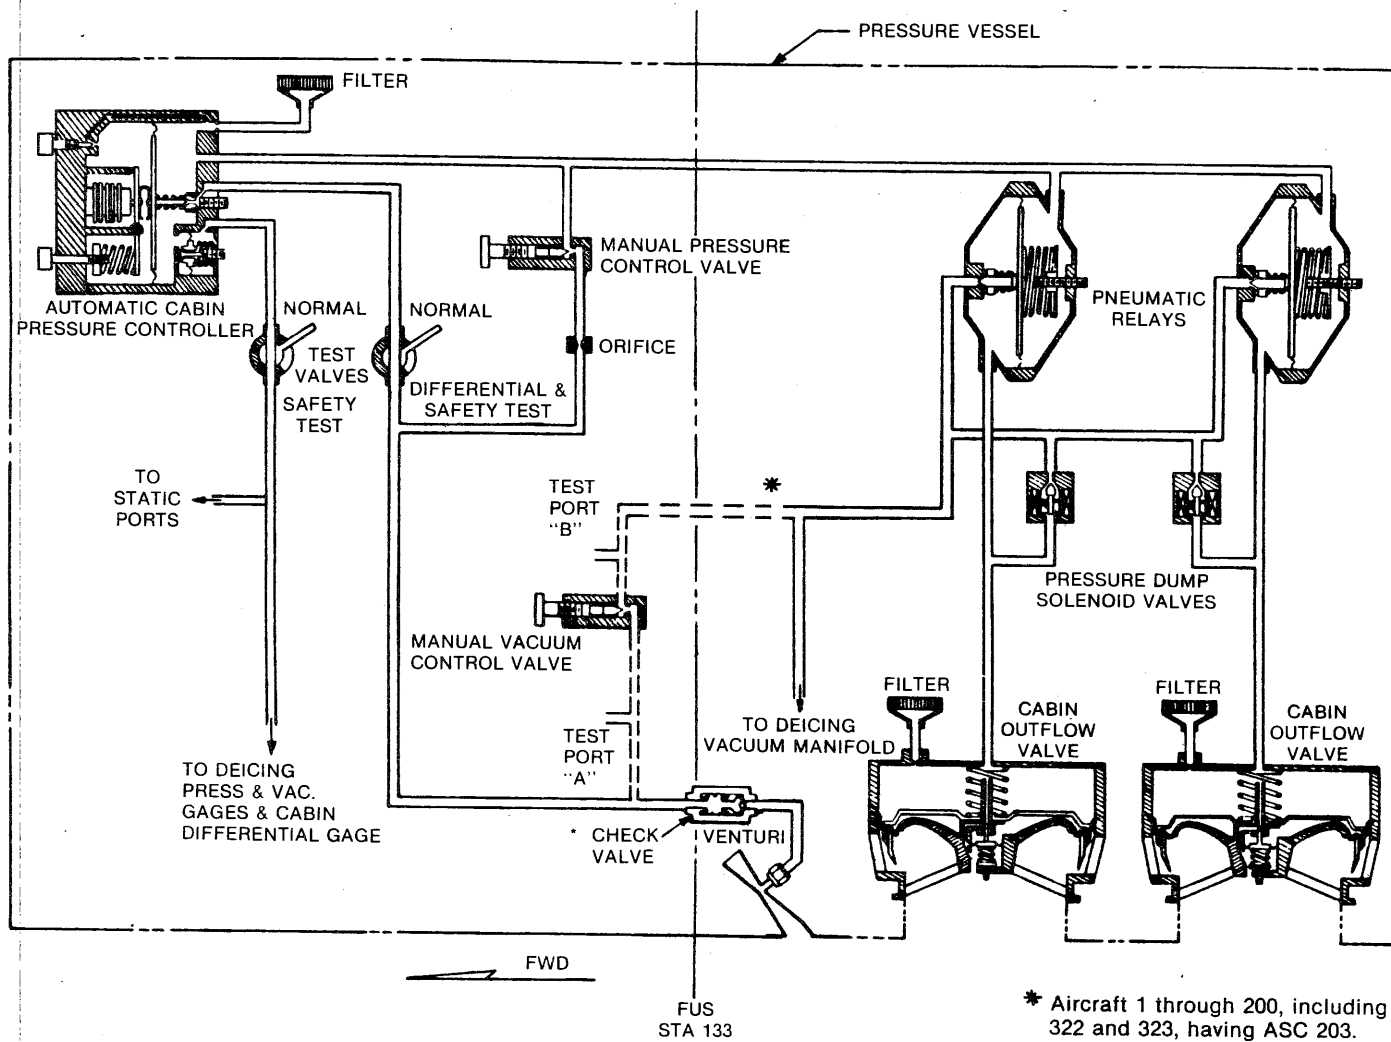 PRESSURE VESSEL
FILTER
AUTOMATIC CABIN
PRESSURE CONTROLLER
NORMAL
NORMAL
TEST
VALVES
SAFETY
TEST
DIFFERENTIAL &
SAFETY TEST
MANUAL PRESSURE
CONTROL VALVE
ORIFICE
PNEUMATIC
RELAYS
TO
STATIC
PORTS
TEST
PORT
"B"
*
PRESSURE DUMP
SOLENOID VALVES
MANUAL VACUUM
CONTROL VALVE
TEST
PORT
"A"
TO DEICING
VACUUM MANIFOLD
FILTER
CABIN
OUTFLOW
VALVE
FILTER
CABIN
OUTFLOW
VALVE
TO DEICING
PRESS & VAC.
GAGES & CABIN
DIFFERENTIAL GAGE
* CHECK
VALVE
VENTURI
FWD
FUS
STA 133
* Aircraft 1 through 200, including
322 and 323, having ASC 203.